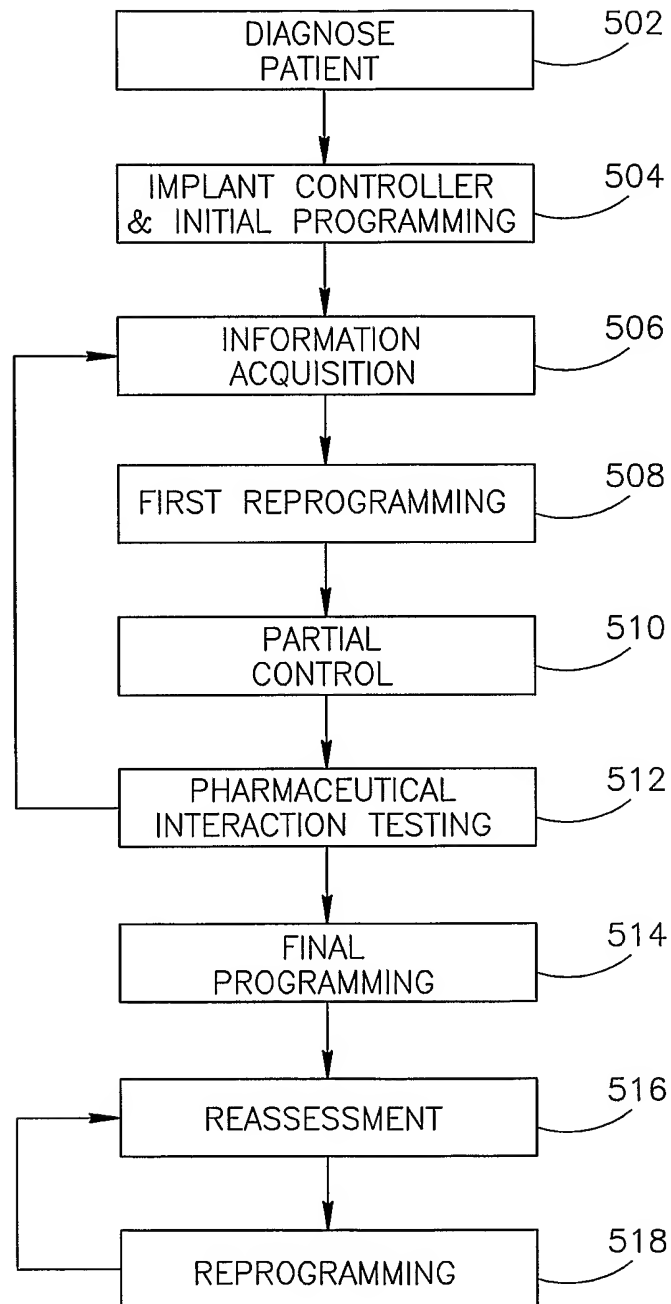 DIAGNOSE
PATIENT
502
IMPLANT CONTROLLER
& INITIAL PROGRAMMING
504
INFORMATION
ACQUISITION
506
FIRST REPROGRAMMING
508
PARTIAL
CONTROL
510
PHARMACEUTICAL
INTERACTION TESTING
512
FINAL
PROGRAMMING
514
REASSESSMENT
516
REPROGRAMMING
518